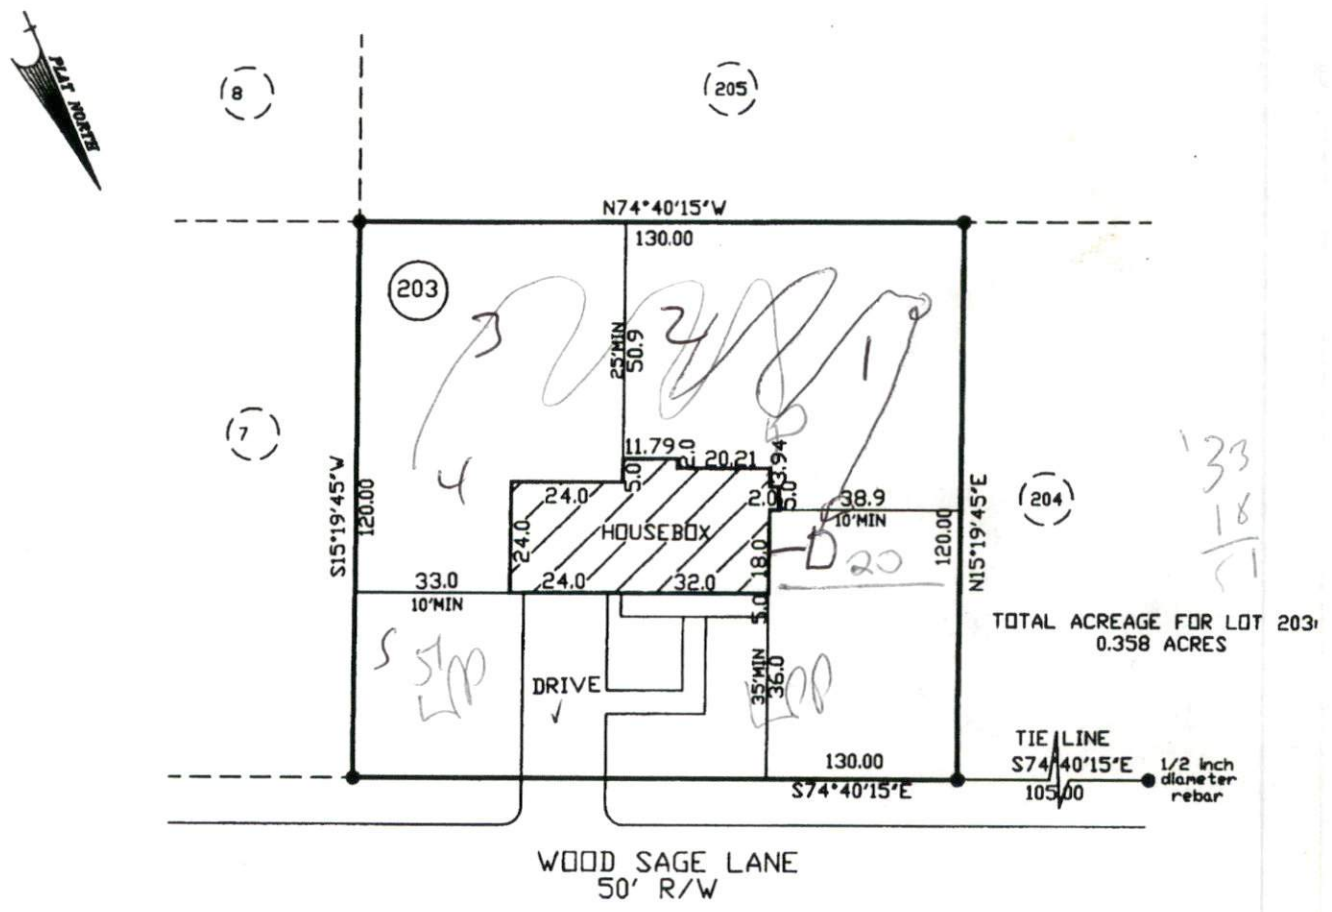 PLAT NORTH
8
205
N74°40'15"W
130.00
203
3
2
1
25'MIN
50.9
7
4
S15°19'45"W
120.00
11.79
2.0
20.21
3.94
5.0
24.0
2.0
5.0
38.9
10'MIN
204
N15°19'45"E
120.00
'33
18
51
24.0
HOUSEBOX
18.0
D
20
33.0
10'MIN
24.0
32.0
5.0
TOTAL ACREAGE FOR LOT 203:
0.358 ACRES
5
DRIVE
35'MIN
36.0
TIE LINE
S74°40'15"E
105.00
1/2 inch
diameter
rebar
130.00
S74°40'15"E
WOOD SAGE LANE
50' R/W